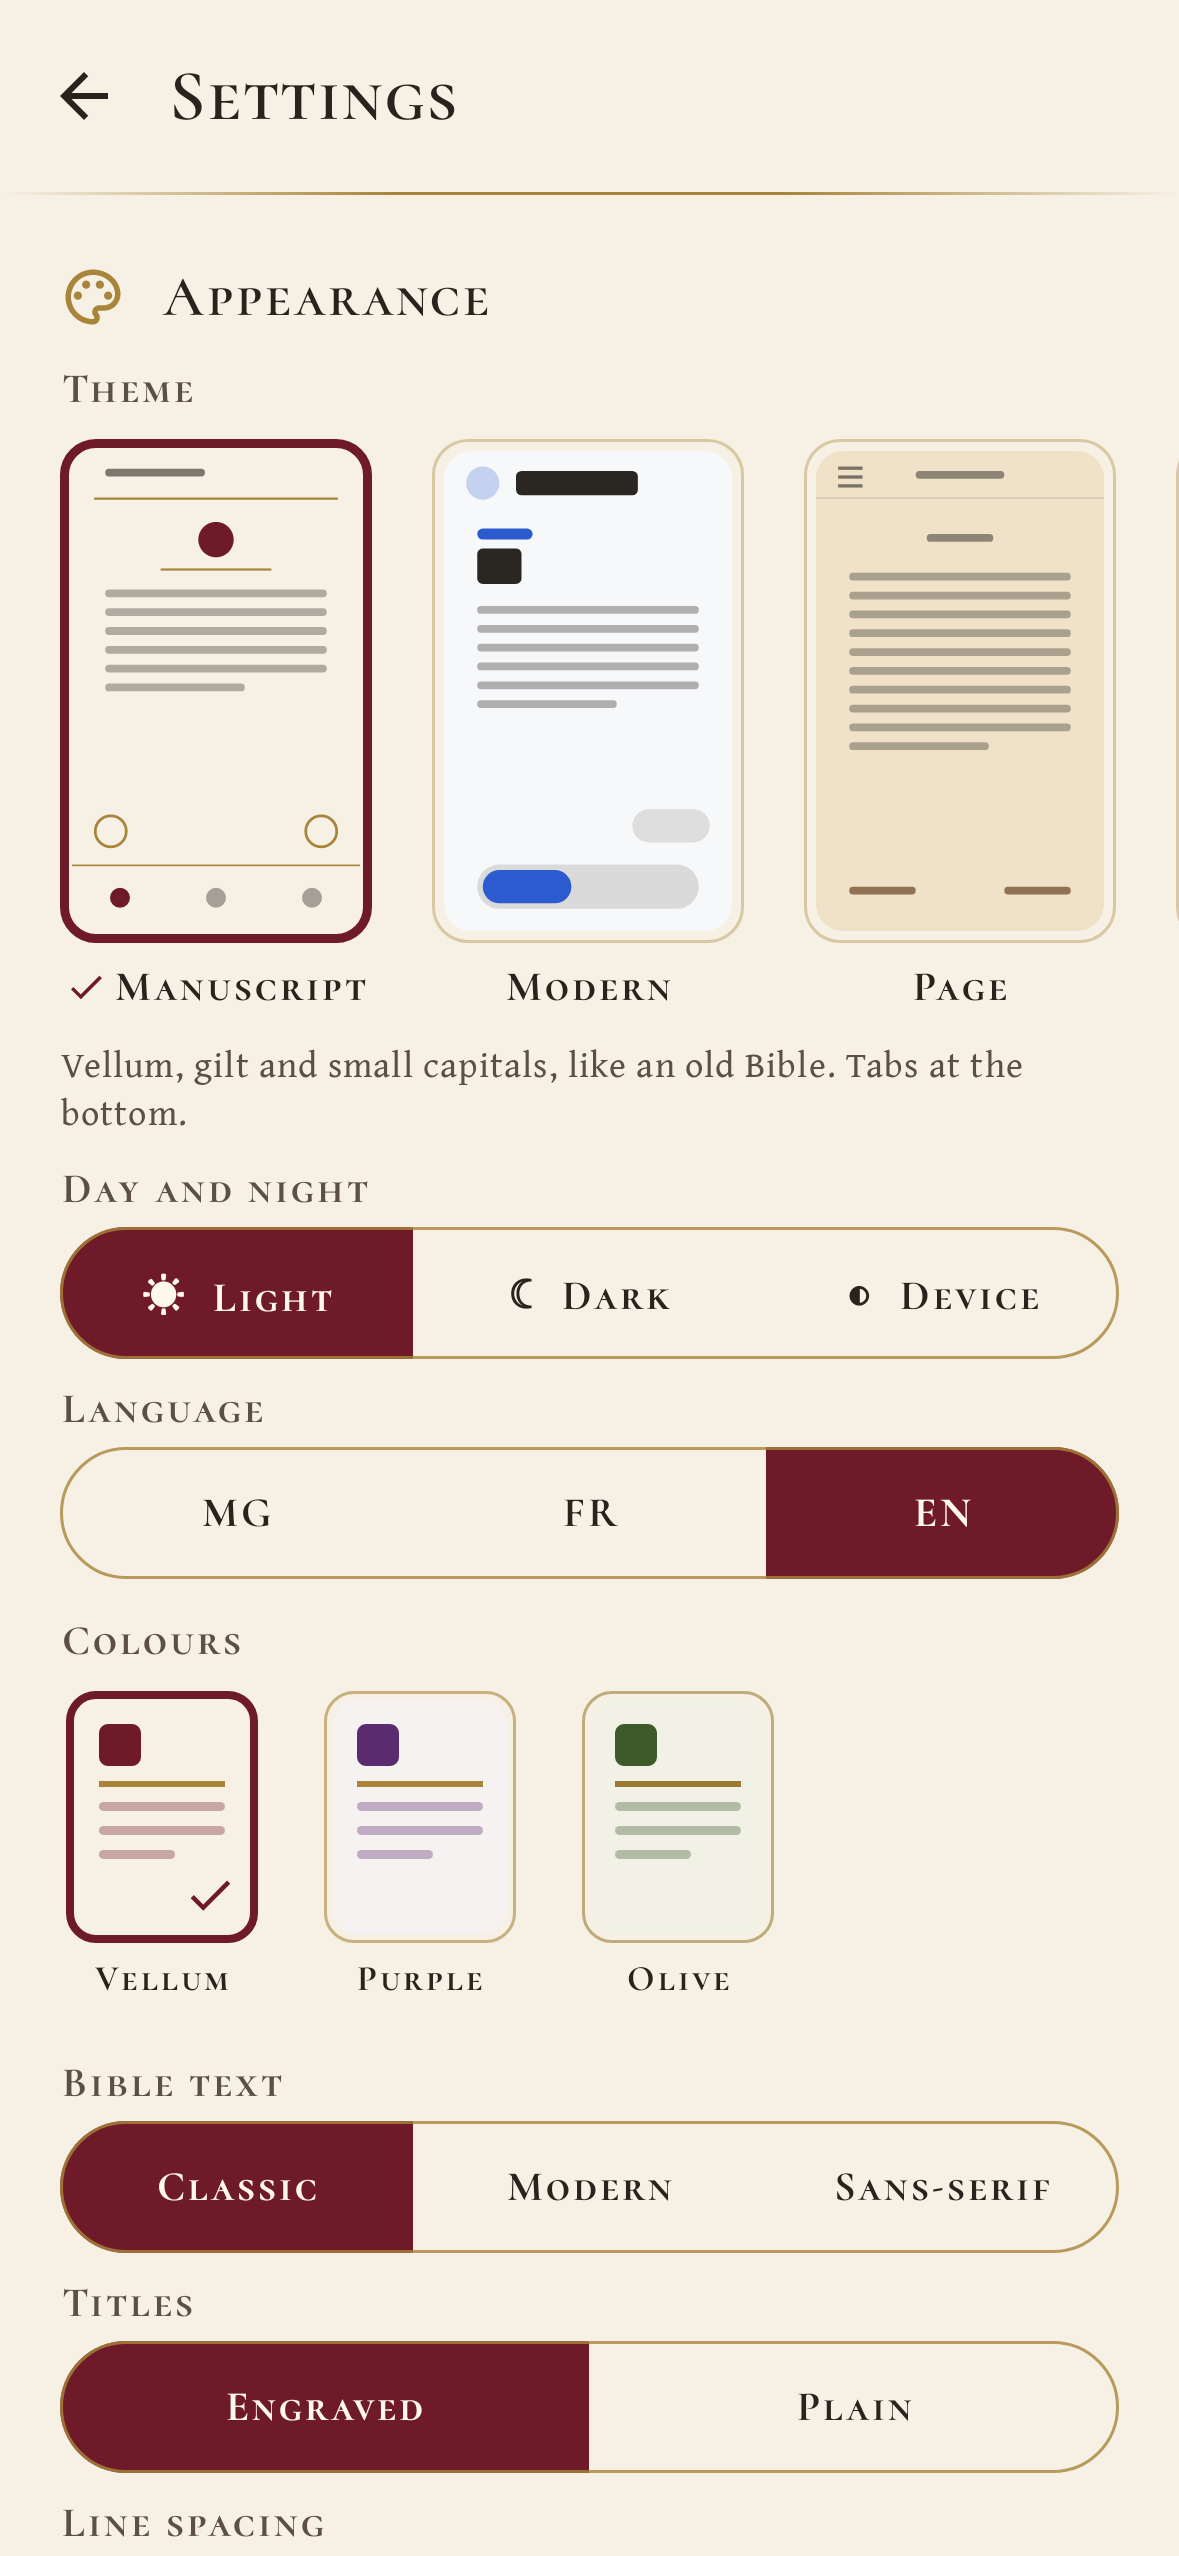 Settings
Appearance
Theme
Manuscript
Modern
Page
Vellum, gilt and small capitals, like an old Bible. Tabs at the
bottom.
Day and night
Light
Dark
Device
Language
MG
FR
EN
Colours
Vellum
Purple
Olive
Bible text
Classic
Modern
Sans-serif
Titles
Engraved
Plain
Line spacing